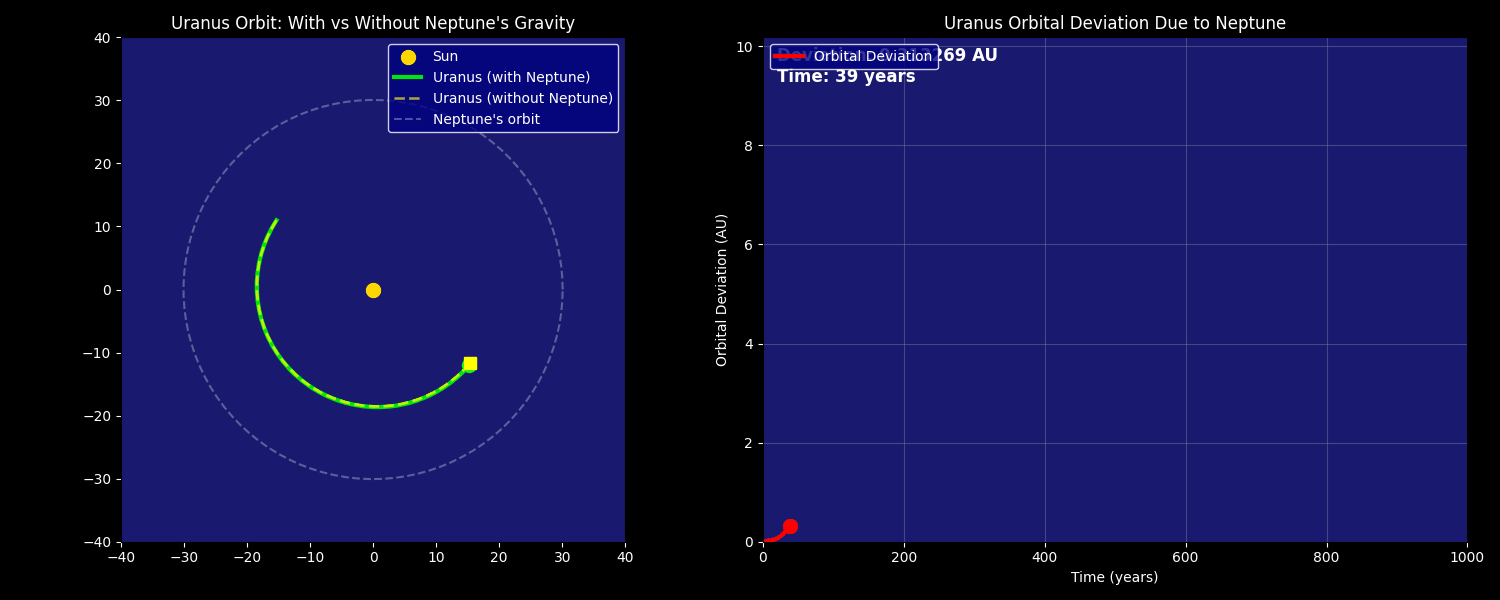 Uranus Orbit: With vs Without Neptune's Gravity
40
30
20
10
0
−10
−20
−30
−40
−40 −30 −20 −10 0 10 20 30 40
Sun
Uranus (with Neptune)
Uranus (without Neptune)
Neptune's orbit
Uranus Orbital Deviation Due to Neptune
Orbital Deviation (AU)
10
8
6
4
2
0
0 200 400 600 800 1000
Time (years)
Orbital Deviation
AU
Time: 39 years